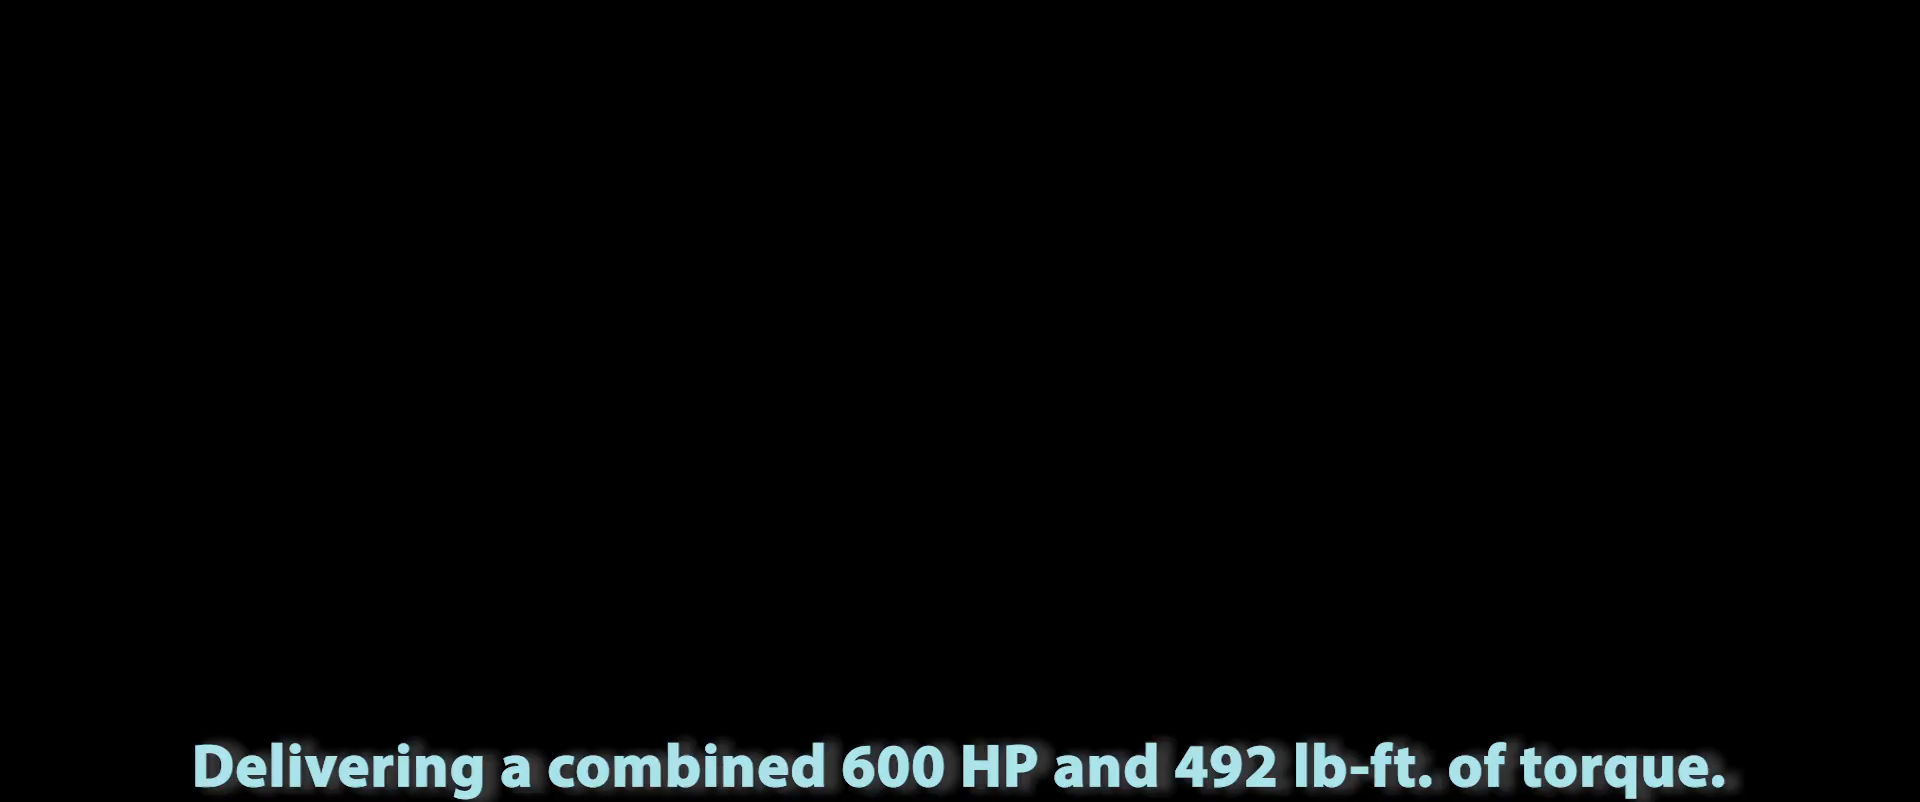 Delivering a combined 600 HP and 492 lb-ft. of torque.